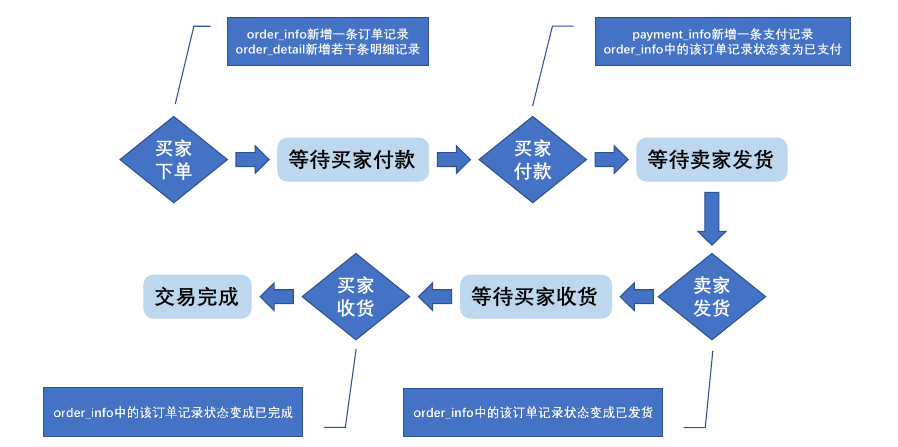 order_info新增一条订单记录
order_detail新增若干条明细记录
payment_info新增一条支付记录
order_info中的该订单记录状态变为已支付
买家
下单
等待买家付款
买家
付款
等待卖家发货
卖家
发货
等待买家收货
买家
收货
交易完成
order_info中的该订单记录状态变成已完成
order_info中的该订单记录状态变成已发货